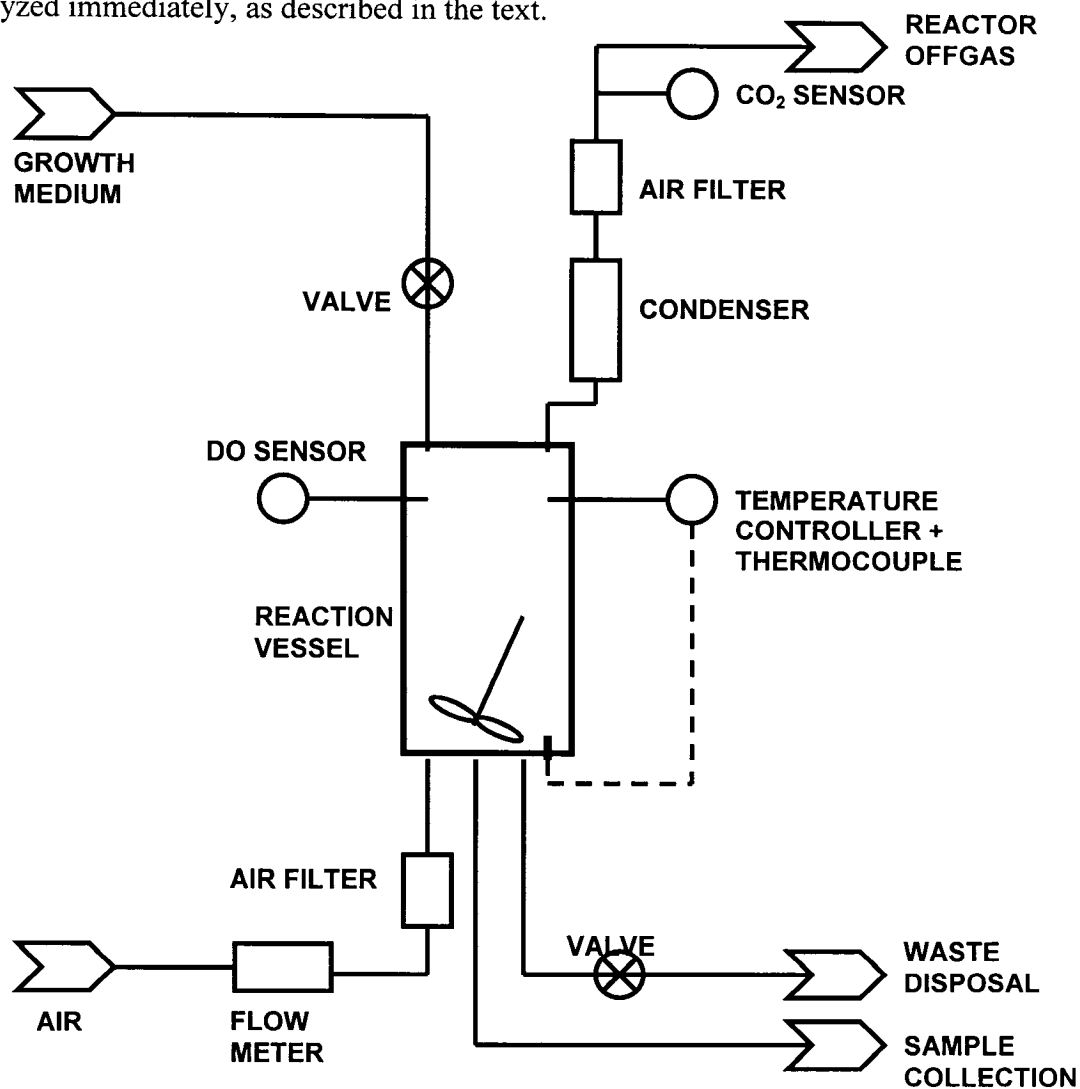 yzed immediately, as described in the text.
REACTOR
OFFGAS
CO₂ SENSOR
GROWTH
MEDIUM
AIR FILTER
VALVE
CONDENSER
DO SENSOR
TEMPERATURE
CONTROLLER +
THERMOCOUPLE
REACTION
VESSEL
AIR FILTER
VALVE
WASTE
DISPOSAL
AIR
FLOW
METER
SAMPLE
COLLECTION